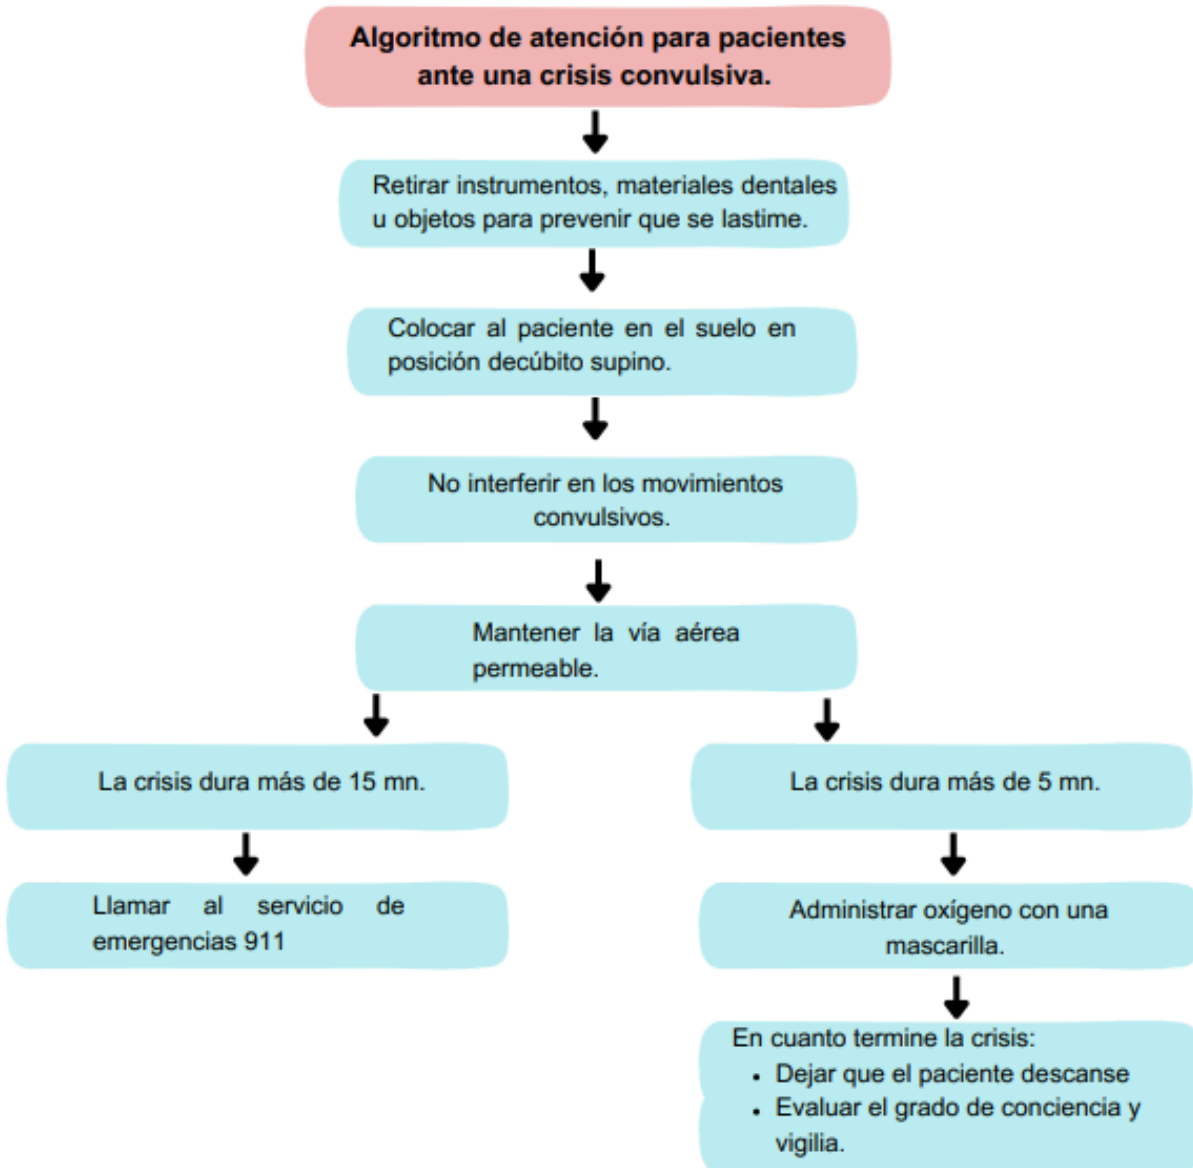 Algoritmo de atención para pacientes
ante una crisis convulsiva.
Retirar instrumentos, materiales dentales
u objetos para prevenir que se lastime.
Colocar al paciente en el suelo en
posición decúbito supino.
No interferir en los movimientos
convulsivos.
Mantener la vía aérea
permeable.
La crisis dura más de 15 mn.
Llamar al servicio de
emergencias 911
La crisis dura más de 5 mn.
Administrar oxígeno con una
mascarilla.
En cuanto termine la crisis:
• Dejar que el paciente descanse
• Evaluar el grado de conciencia y
vigilia.